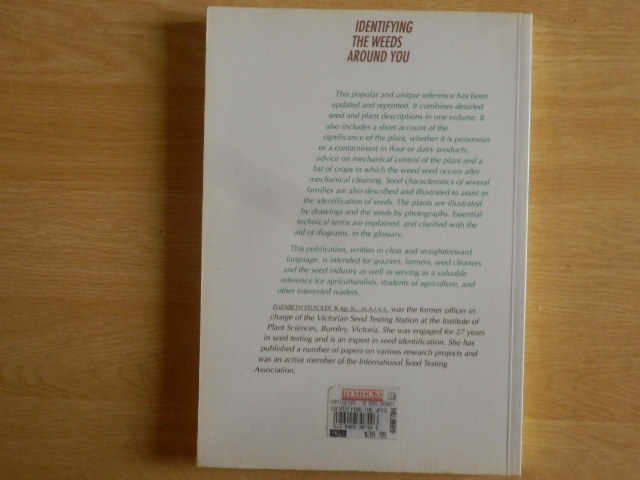 IDENTIFYING
THE WEEDS
AROUND YOU
This popular and unique reference has been
updated and reprinted. It combines detailed
seed and plant descriptions in one volume. It
also includes a short account of the
significance of the plant, whether it is poisonous
or a contaminant in flour or dairy products,
advice on mechanical control of the plant and a
list of crops in which the weed seed occurs after
mechanical cleaning. Seed characteristics of several
families are also described and illustrated to assist in
the identification of seeds. The plants are illustrated
by drawings and the seeds by photographs. Essential
technical terms are explained, and clarified with the
aid of diagrams, in the glossary.
This publication, written in clear and straightforward
language, is intended for graziers, farmers, seed cleaners
and the seed industry as well as serving as a valuable
reference for agriculturalists, students of agriculture, and
other interested readers.
ELIZABETH B.Agr.Sc., M.A.I.A.S., was the former officer in
charge of the Victorian Seed Testing Station at the Institute of
Plant Sciences, Burnley, Victoria. She was engaged for 27 years
in seed testing and is an expert in seed identification. She has
published a number of papers on various research projects and
was an active member of the International Seed Testing
Association.
DYMOCKS
IDENTIFYING THE WEED
$39.95